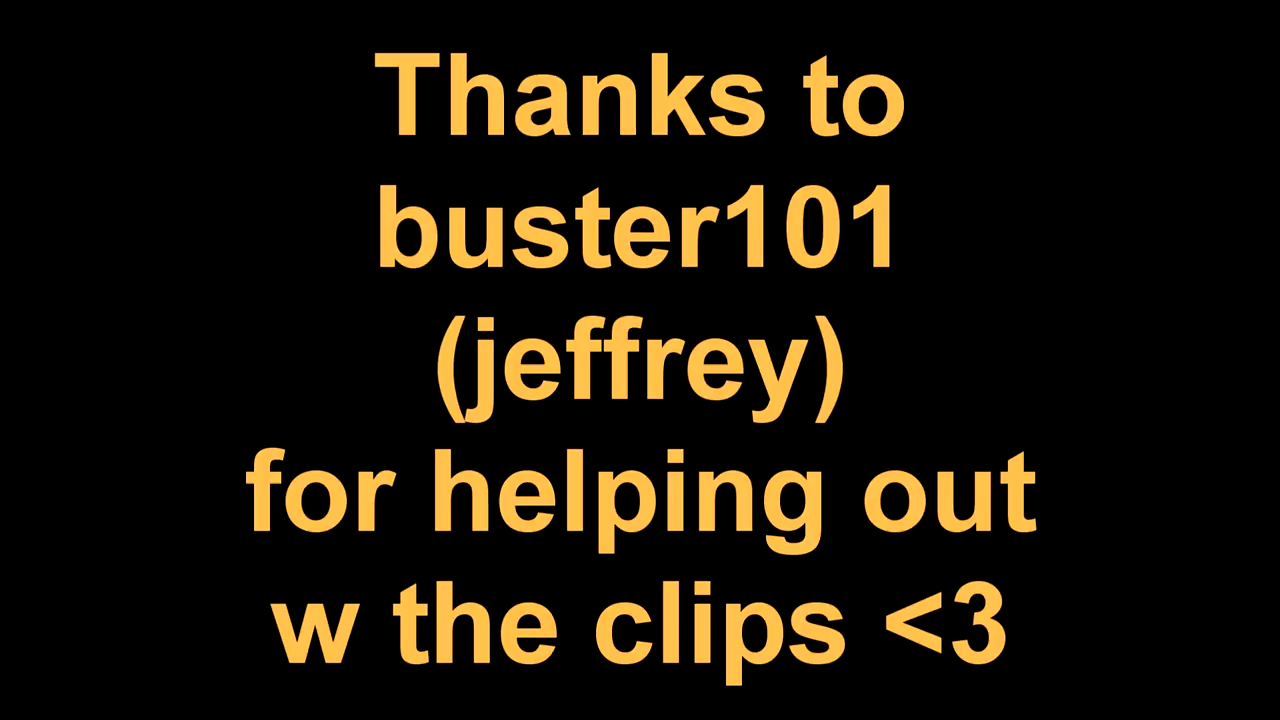 Thanks to
buster101
(jeffrey)
for helping out
w the clips <3